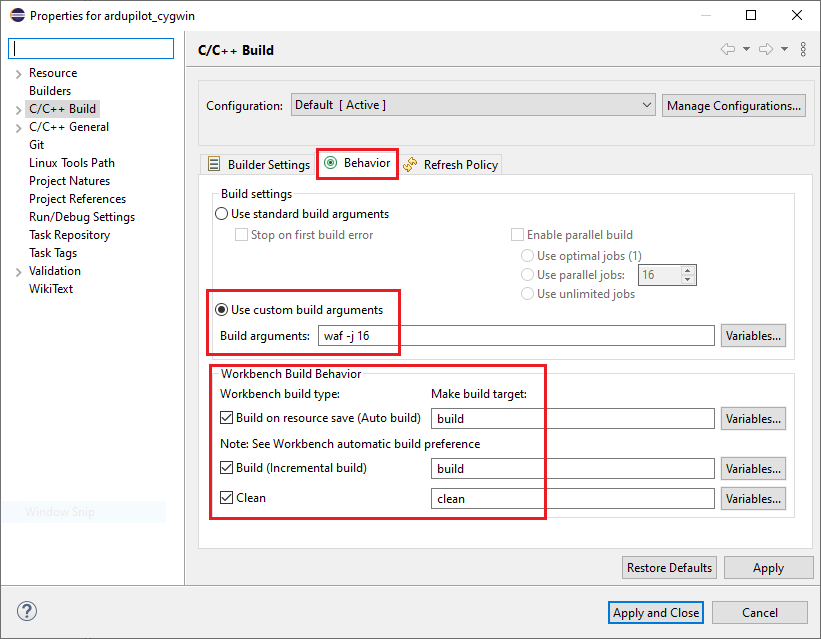 Properties for ardupilot_cygwin
C/C++ Build
Resource
Builders
C/C++ Build
C/C++ General
Git
Linux Tools Path
Project Natures
Project References
Run/Debug Settings
Task Repository
Task Tags
Validation
WikiText
Window Snip
Configuration: Default [ Active ] Manage Configurations...
Builder Settings Behavior Refresh Policy
Build settings
Use standard build arguments
Stop on first build error Enable parallel build
Use optimal jobs (1)
Use parallel jobs: 16
Use unlimited jobs
Use custom build arguments
Build arguments: waf -j 16 Variables...
Workbench Build Behavior
Workbench build type: Make build target:
Build on resource save (Auto build) build Variables...
Note: See Workbench automatic build preference
Build (Incremental build) build Variables...
Clean clean Variables...
Restore Defaults Apply
? Apply and Close Cancel